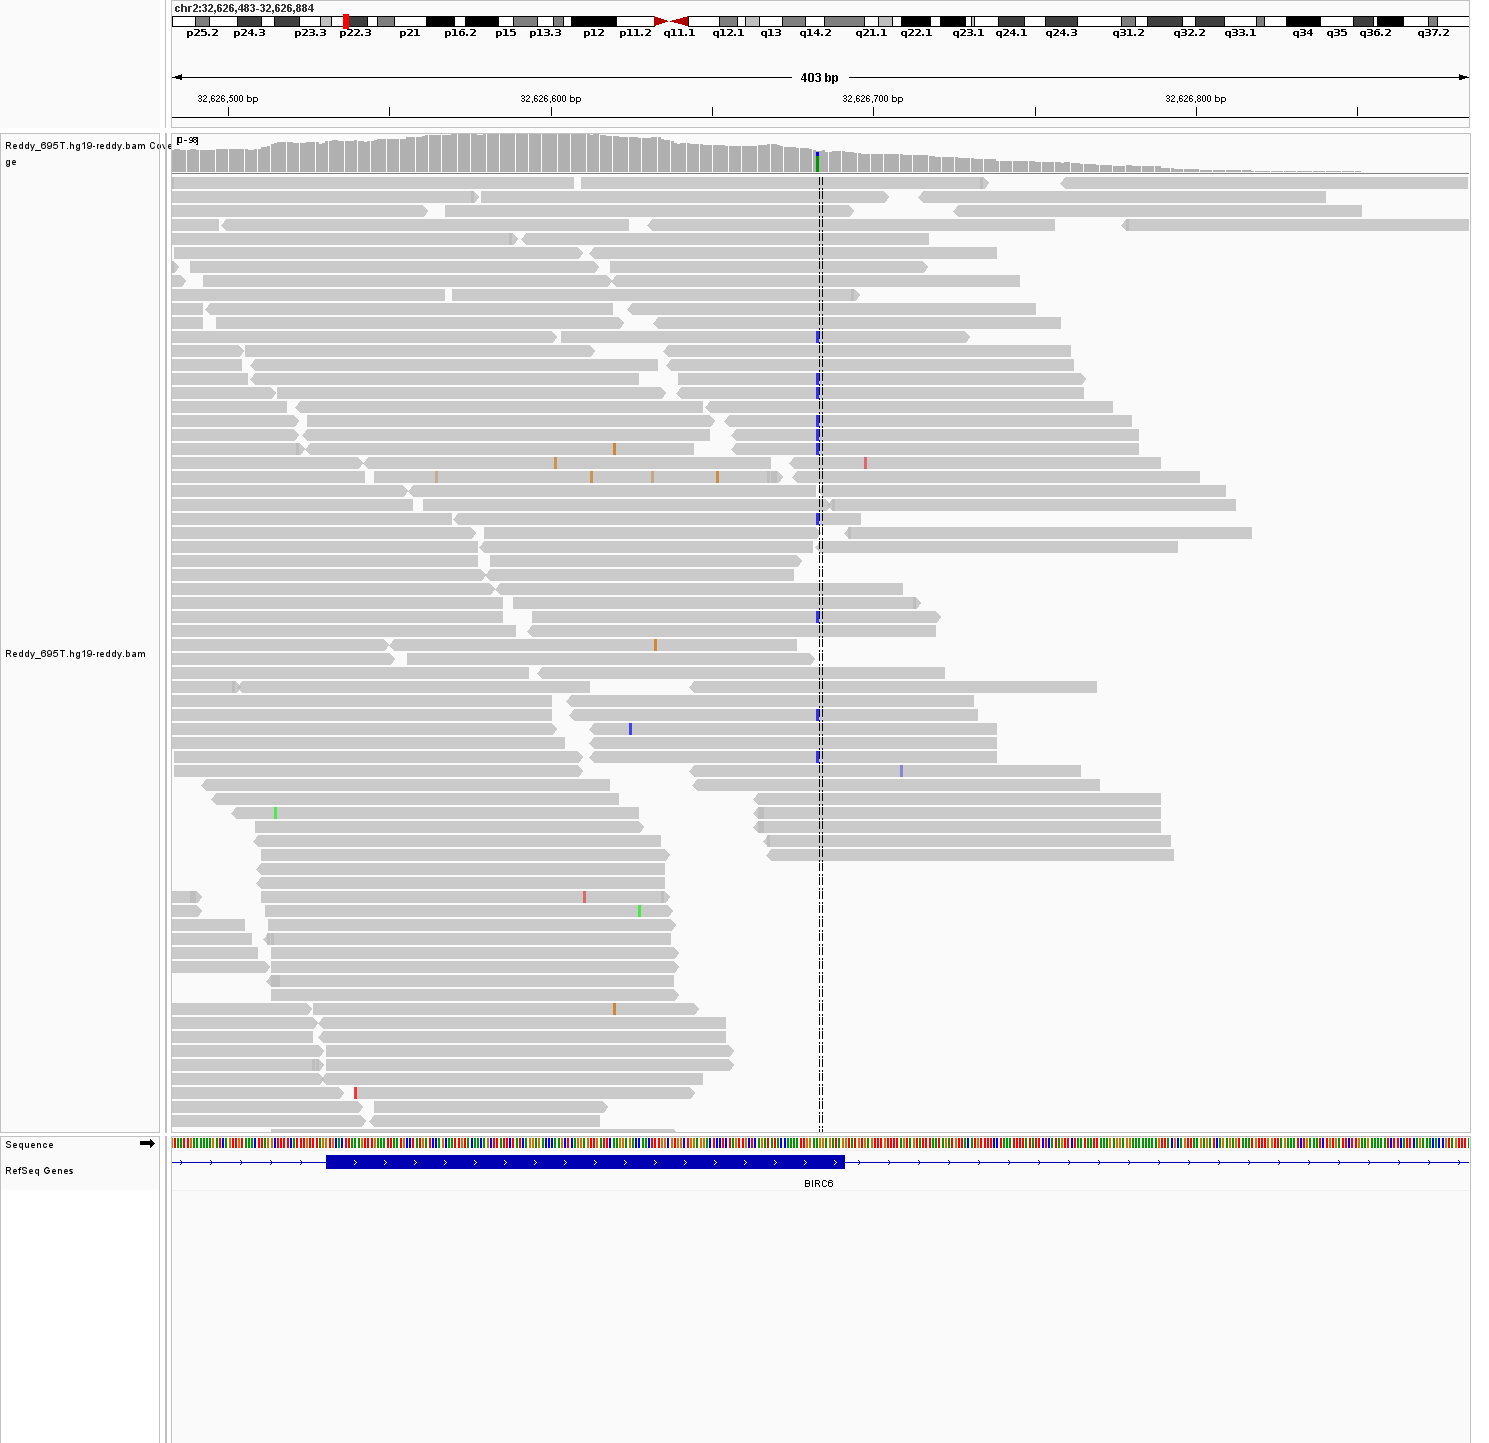 chr2:32,626,483-32,626,884
p25.2 p24.3 p23.3 p22.3 p21 p16.2 p15 p13.3 p12 p11.2 q11.1 q12.1 q13 q14.2 q21.1 q22.1 q23.1 q24.1 q24.3 q31.2 q32.2 q33.1 q34 q35 q36.2 q37.2
403 bp
32,626,500 bp 32,626,600 bp 32,626,700 bp 32,626,800 bp
Reddy_695T.hg19-reddy.bam Cove
ge
[0-98]
Reddy_695T.hg19-reddy.bam
Sequence
RefSeq Genes
BIRC6